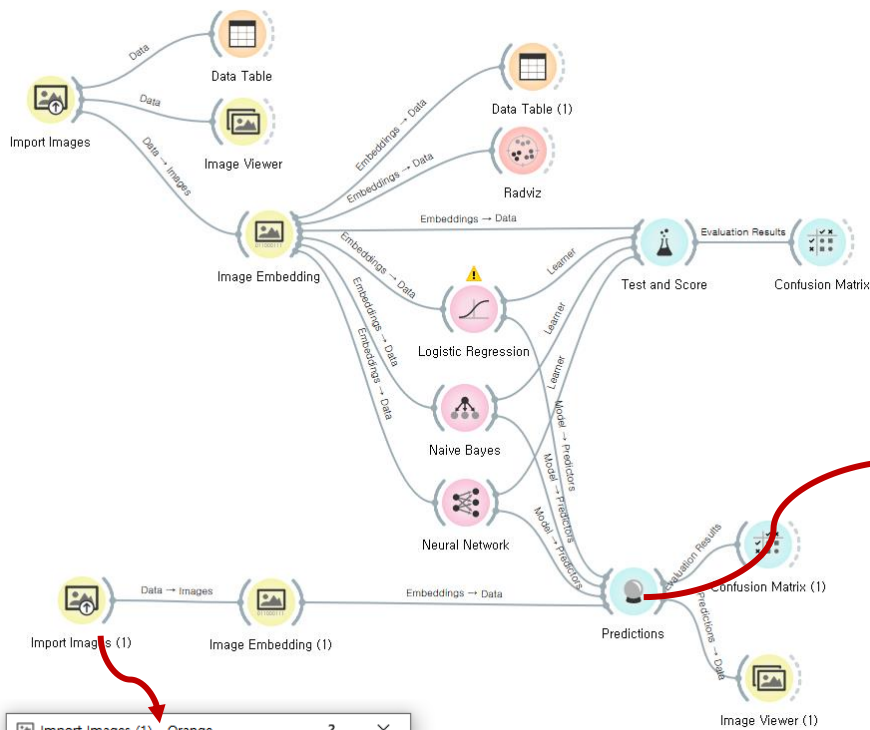 Data
Data Table
Data
Import Images
Image Viewer
Data → Images
Image Embedding
Embeddings → Data
Data Table (1)
Embeddings → Data
Radviz
Embeddings → Data
Embeddings → Data
Embeddings → Data
Embeddings → Data
Logistic Regression
Naive Bayes
Neural Network
Learner
Learner
Learner
Test and Score
Evaluation Results
Confusion Matrix
Model → Predictors
Model → Predictors
Model → Predictors
Import Images (1)
Data → Images
Image Embedding (1)
Embeddings → Data
Predictions
Evaluation Results
Confusion Matrix (1)
Predictions → Data
Image Viewer (1)
Import Images (1) - Orange
? ×